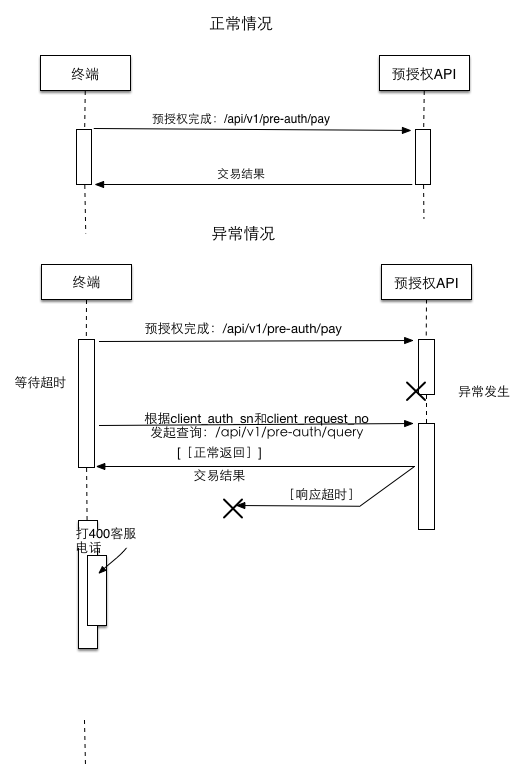 正常情况
终端
预授权API
预授权完成：/api/v1/pre-auth/pay
交易结果
异常情况
终端
预授权API
预授权完成：/api/v1/pre-auth/pay
等待超时
异常发生
根据client_auth_sn和client_request_no
发起查询：/api/v1/pre-auth/query
[［正常返回］]
交易结果
［响应超时］
打400客服
电话